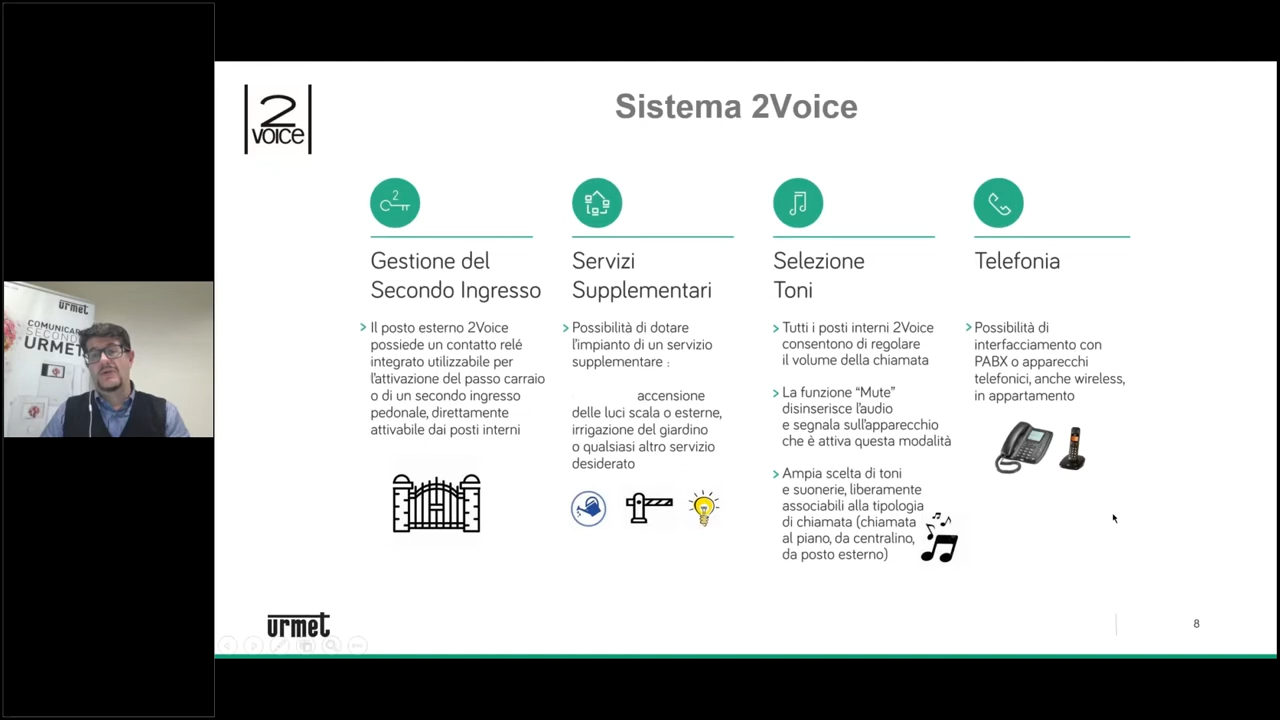 2
VOICE
Sistema 2Voice
2
Gestione del
Secondo Ingresso
Il posto esterno 2Voice
possiede un contatto relé
integrato utilizzabile per
l'attivazione del passo carraio
o di un secondo ingresso
pedonale, direttamente
attivabile dai posti interni
Servizi
Supplementari
Possibilità di dotare
l'impianto di un servizio
supplementare :
accensione
delle luci scala o esterne,
irrigazione del giardino
o qualsiasi altro servizio
desiderato
Selezione
Toni
Tutti i posti interni 2Voice
consentono di regolare
il volume della chiamata
La funzione “Mute”
disinserisce l'audio
e segnala sull'apparecchio
che è attiva questa modalità
Ampia scelta di toni
e suonerie, liberamente
associabili alla tipologia
di chiamata (chiamata
al piano, da centralino,
da posto esterno)
Telefonia
Possibilità di
interfacciamento con
PABX o apparecchi
telefonici, anche wireless,
in appartamento
urmet
COMUNICAR
SECONDO
URMET
urmet
8